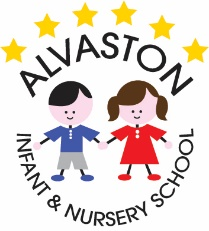 ALVASTON
INFANT & NURSERY SCHOOL